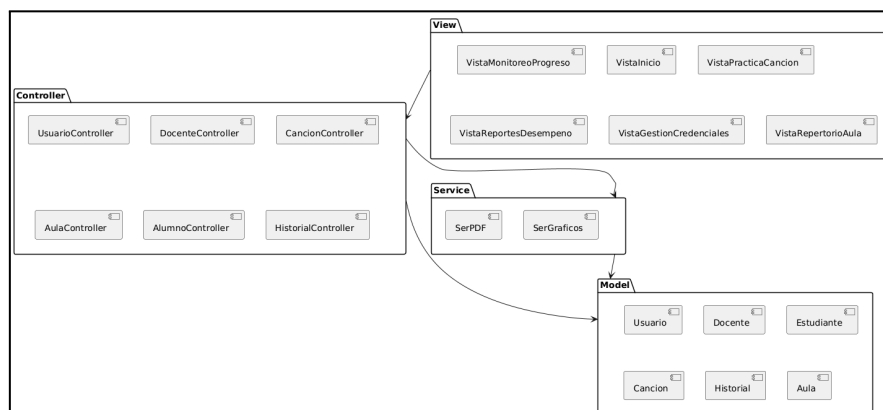 View
VistaMonitoreoProgreso
VistaInicio
VistaPracticaCancion
VistaReportesDesempeno
VistaGestionCredenciales
VistaRepertorioAula
Controller
UsuarioController
DocenteController
CancionController
AulaController
AlumnoController
HistorialController
Service
SerPDF
SerGraficos
Model
Usuario
Docente
Estudiante
Cancion
Historial
Aula